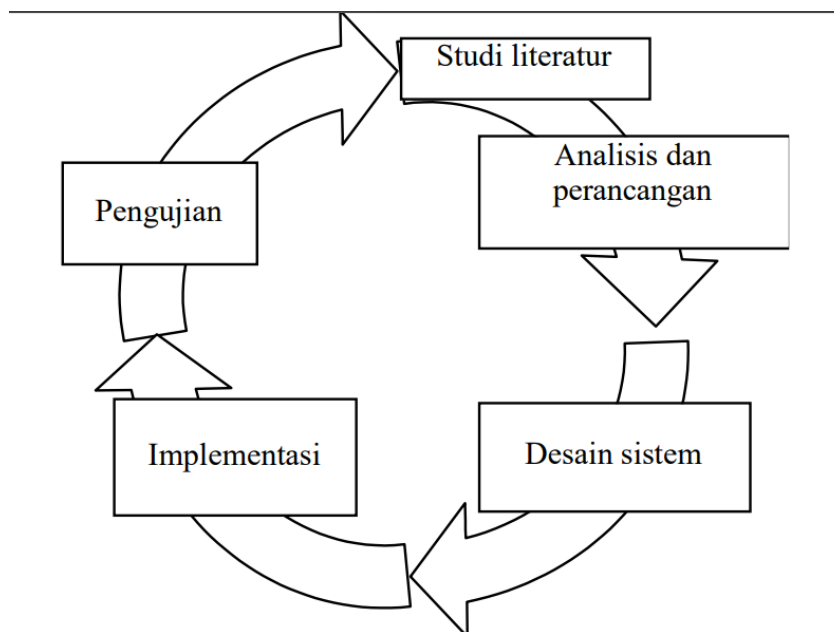 Studi literatur
Analisis dan
perancangan
Desain sistem
Implementasi
Pengujian